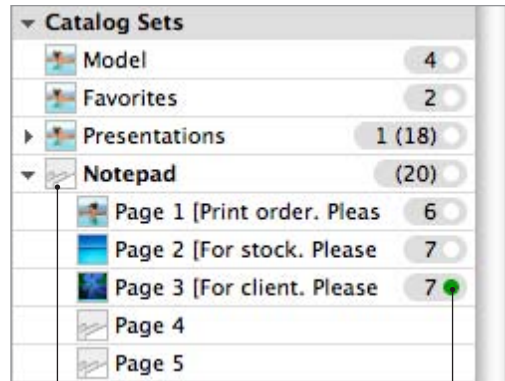 Catalog Sets
Model 4
Favorites 2
Presentations 1 (18)
Notepad (20)
Page 1 [Print order. Pleas 6
Page 2 [For stock. Please 7
Page 3 [For client. Please 7
Page 4
Page 5